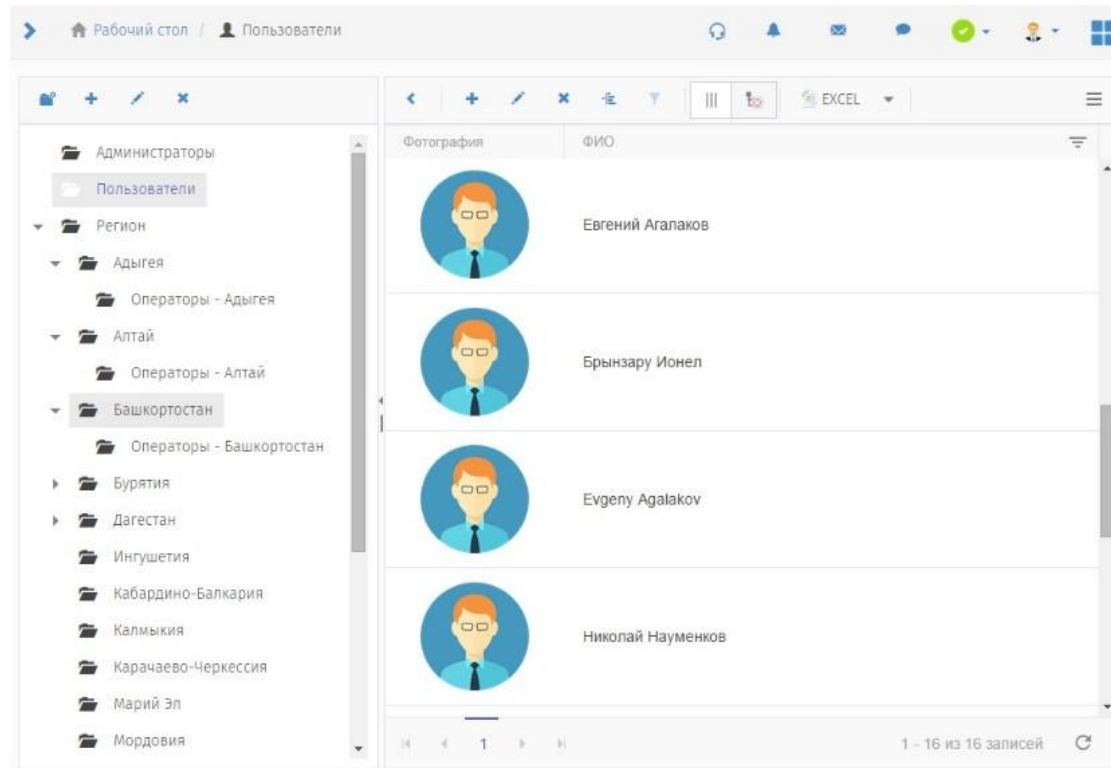 Рабочий стол / Пользователи
EXCEL
Администраторы
Пользователи
Регион
Адыгея
Операторы - Адыгея
Алтай
Операторы - Алтай
Башкортостан
Операторы - Башкортостан
Бурятия
Дагестан
Ингушетия
Кабардино-Балкария
Калмыкия
Карачаево-Черкессия
Марий Эл
Мордовия
Фотография ФИО
Евгений Агалаков
Брынзару Ионел
Evgeny Agalakov
Николай Науменков
1
1 - 16 из 16 записей